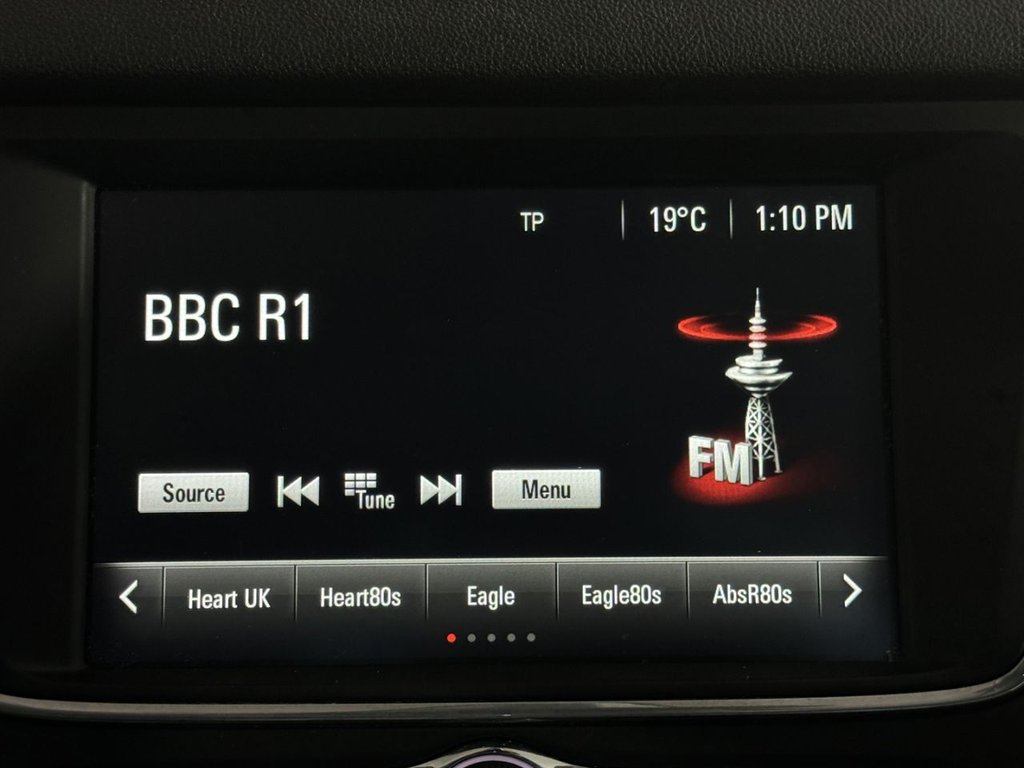 TP 19°C 1:10 PM
BBC R1
FM
Source Tune Menu
Heart UK Heart80s Eagle Eagle80s AbsR80s